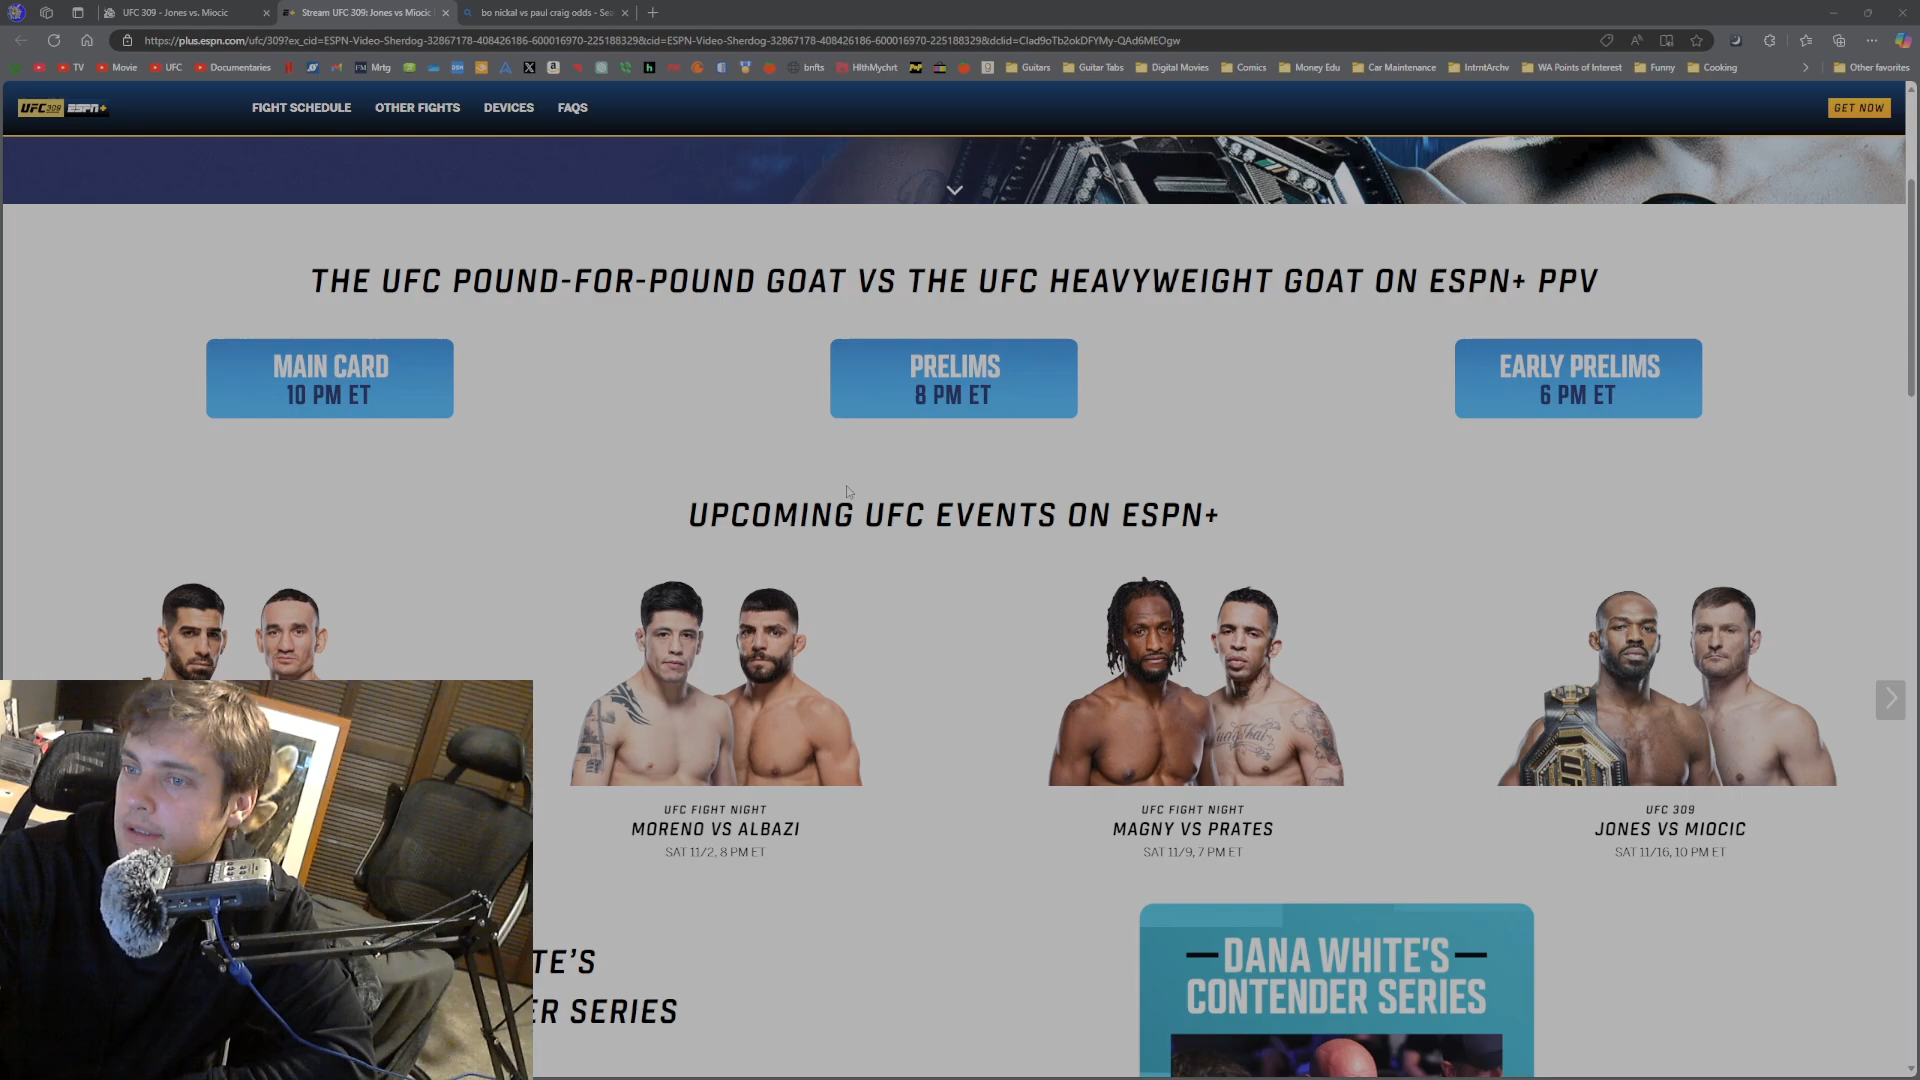 UFC 309 - Jones vs. Miocic
Stream UFC 309: Jones vs Miocic
bo nickal vs paul craig odds - Sea
https://plus.espn.com/ufc/309?ex_cid=ESPN-Video-Sherdog-32867178-408426186-600016970-225188329&cid=ESPN-Video-Sherdog-32867178-408426186-600016970-225188329&dclid=CIad9oTb2okDFYMy-QAd6MEOgw
TV
Movie
UFC
Documentaries
Mrtg
bnfts
HlthMychrt
Guitars
Guitar Tabs
Digital Movies
Comics
Money Edu
Car Maintenance
IntrntArchv
WA Points of Interest
Funny
Cooking
Other favorites
UFC 309 ESPN+
FIGHT SCHEDULE
OTHER FIGHTS
DEVICES
FAQS
GET NOW
THE UFC POUND-FOR-POUND GOAT VS THE UFC HEAVYWEIGHT GOAT ON ESPN+ PPV
MAIN CARD
10 PM ET
PRELIMS
8 PM ET
EARLY PRELIMS
6 PM ET
UPCOMING UFC EVENTS ON ESPN+
UFC FIGHT NIGHT
MORENO VS ALBAZI
SAT 11/2, 8 PM ET
UFC FIGHT NIGHT
MAGNY VS PRATES
SAT 11/9, 7 PM ET
UFC 309
JONES VS MIOCIC
SAT 11/16, 10 PM ET
TE'S
ER SERIES
DANA WHITE'S
CONTENDER SERIES